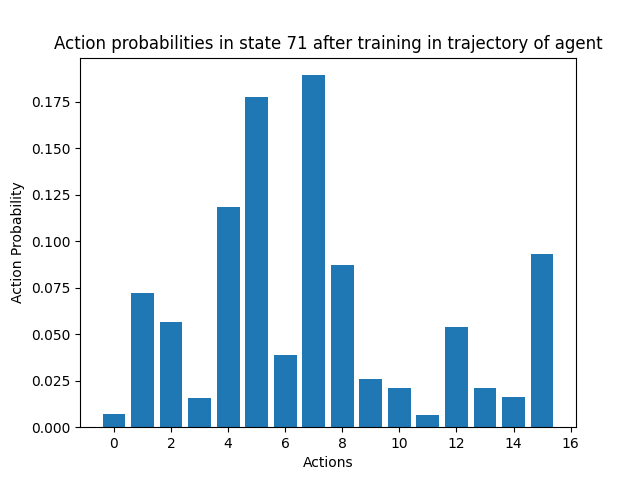 Action probabilities in state 71 after training in trajectory of agent
0.175
0.150
0.125
0.100
0.075
0.050
0.025
0.000
Action Probability
0 2 4 6 8 10 12 14 16
Actions